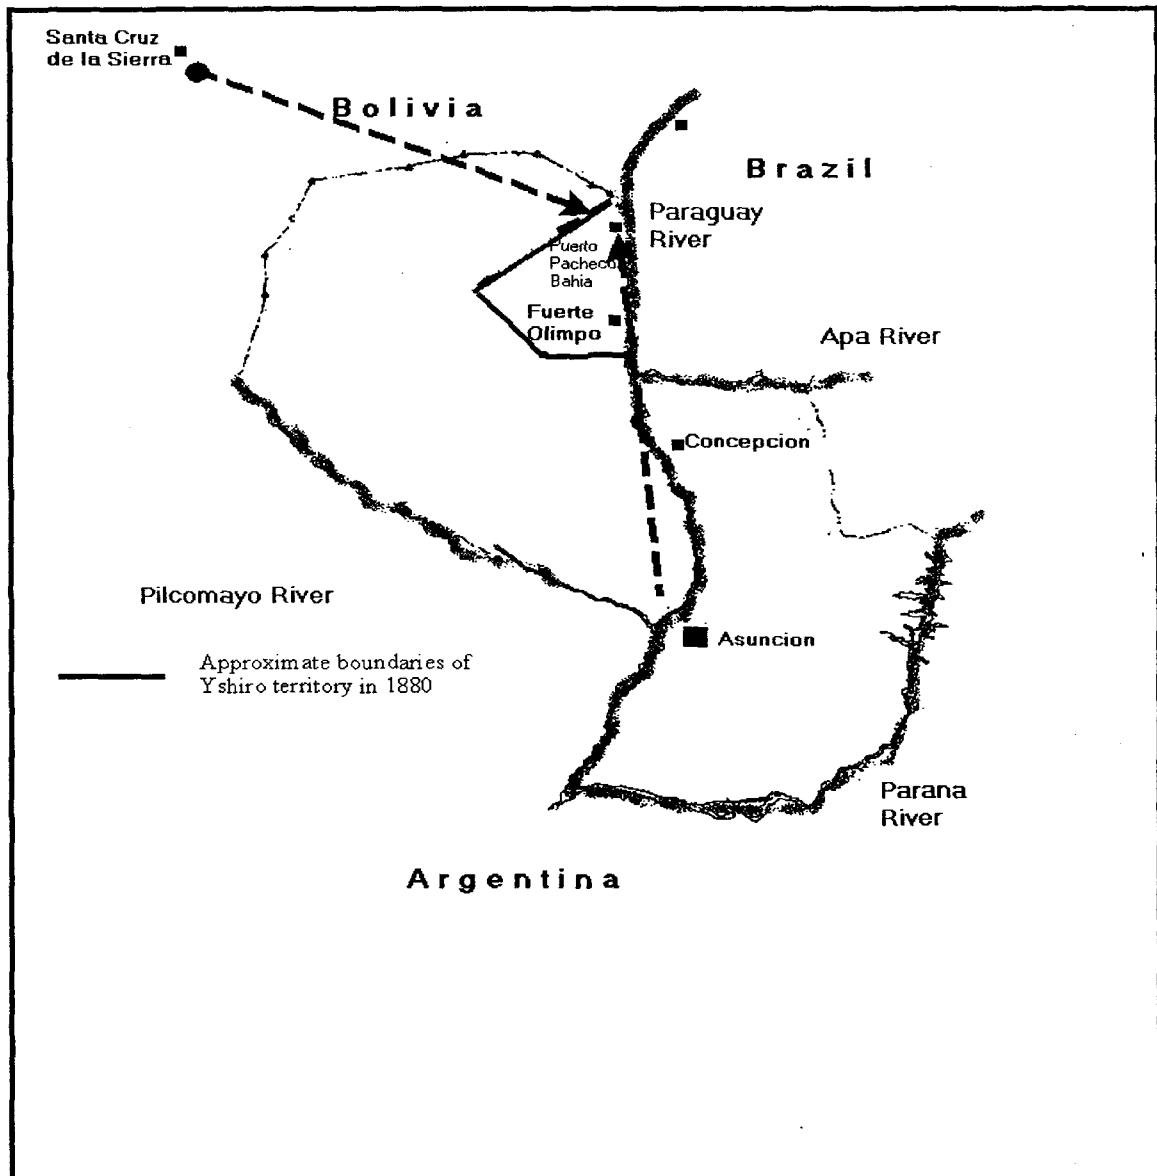 Santa Cruz
de la Sierra
Bolivia
Brazil
Paraguay
River
Puerto
Pacheco
Bahia
Fuerte
Olimpo
Apa River
Concepcion
Pilcomayo River
Asuncion
Approximate boundaries of
Yshiro territory in 1880
Parana
River
Argentina